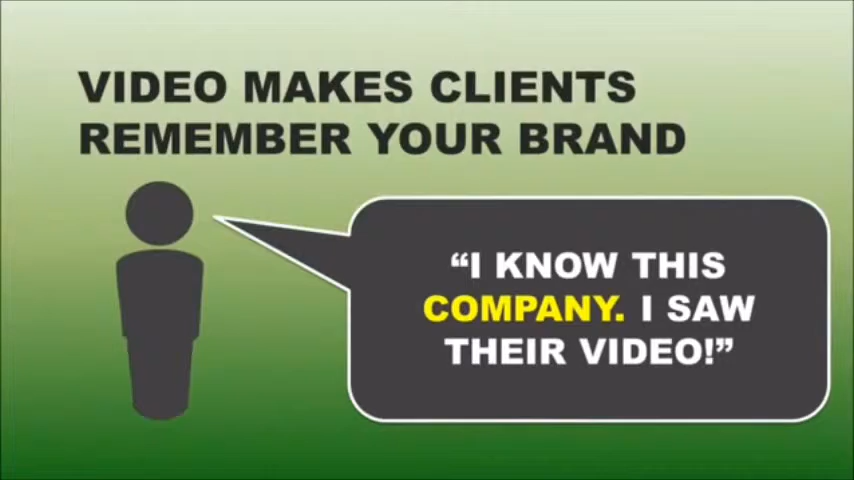 VIDEO MAKES CLIENTS
REMEMBER YOUR BRAND
“I KNOW THIS
COMPANY. I SAW
THEIR VIDEO!”